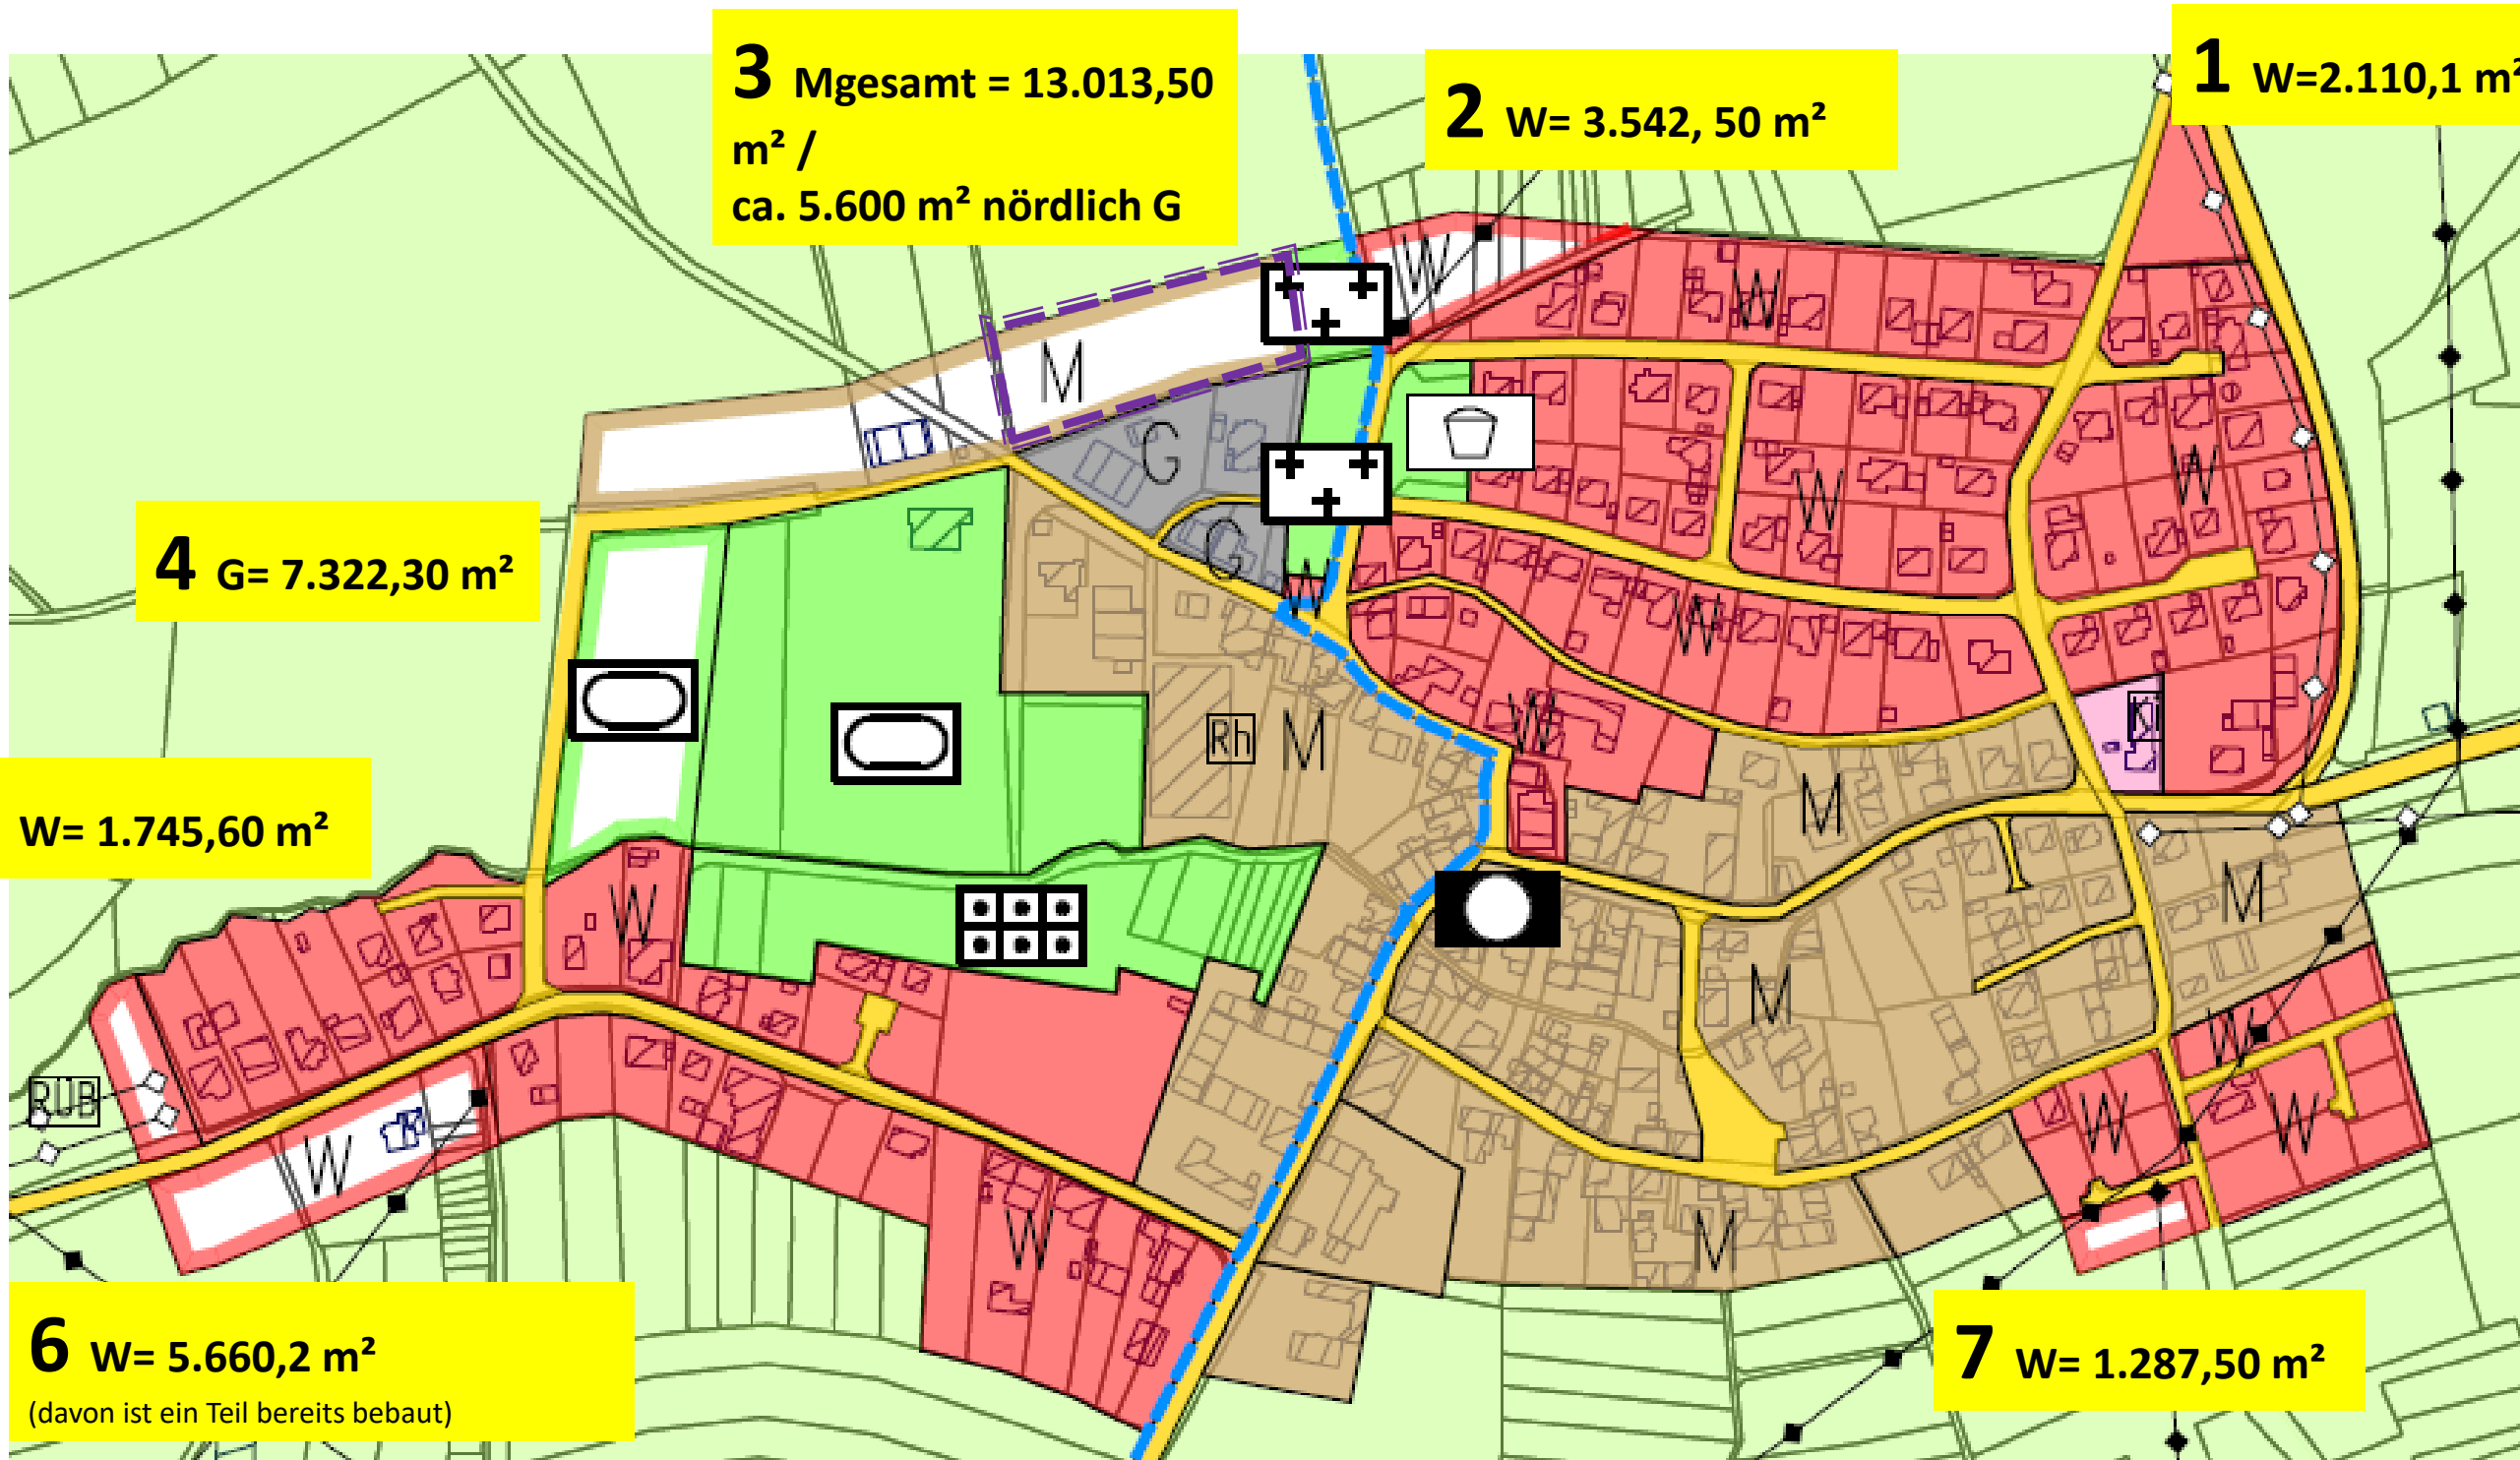 3 Mgesamt = 13.013,50
m² /
ca. 5.600 m² nördlich G
2 W= 3.542, 50 m²
1 W=2.110,1 m²
W
W
M
G
W
W
4 G= 7.322,30 m²
G
W
W
W
Rh
M
M
W= 1.745,60 m²
W
M
M
RÜB
W
W
W
W
W
M
6 W= 5.660,2 m²
(davon ist ein Teil bereits bebaut)
7 W= 1.287,50 m²